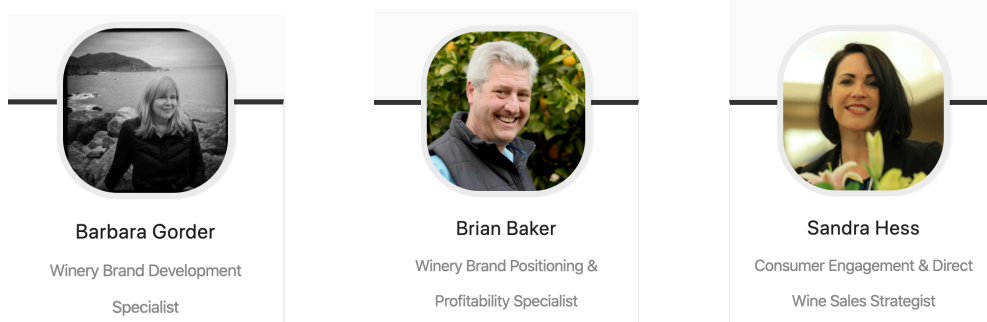 Barbara Gorder
Winery Brand Development
Specialist
Brian Baker
Winery Brand Positioning &
Profitability Specialist
Sandra Hess
Consumer Engagement & Direct
Wine Sales Strategist